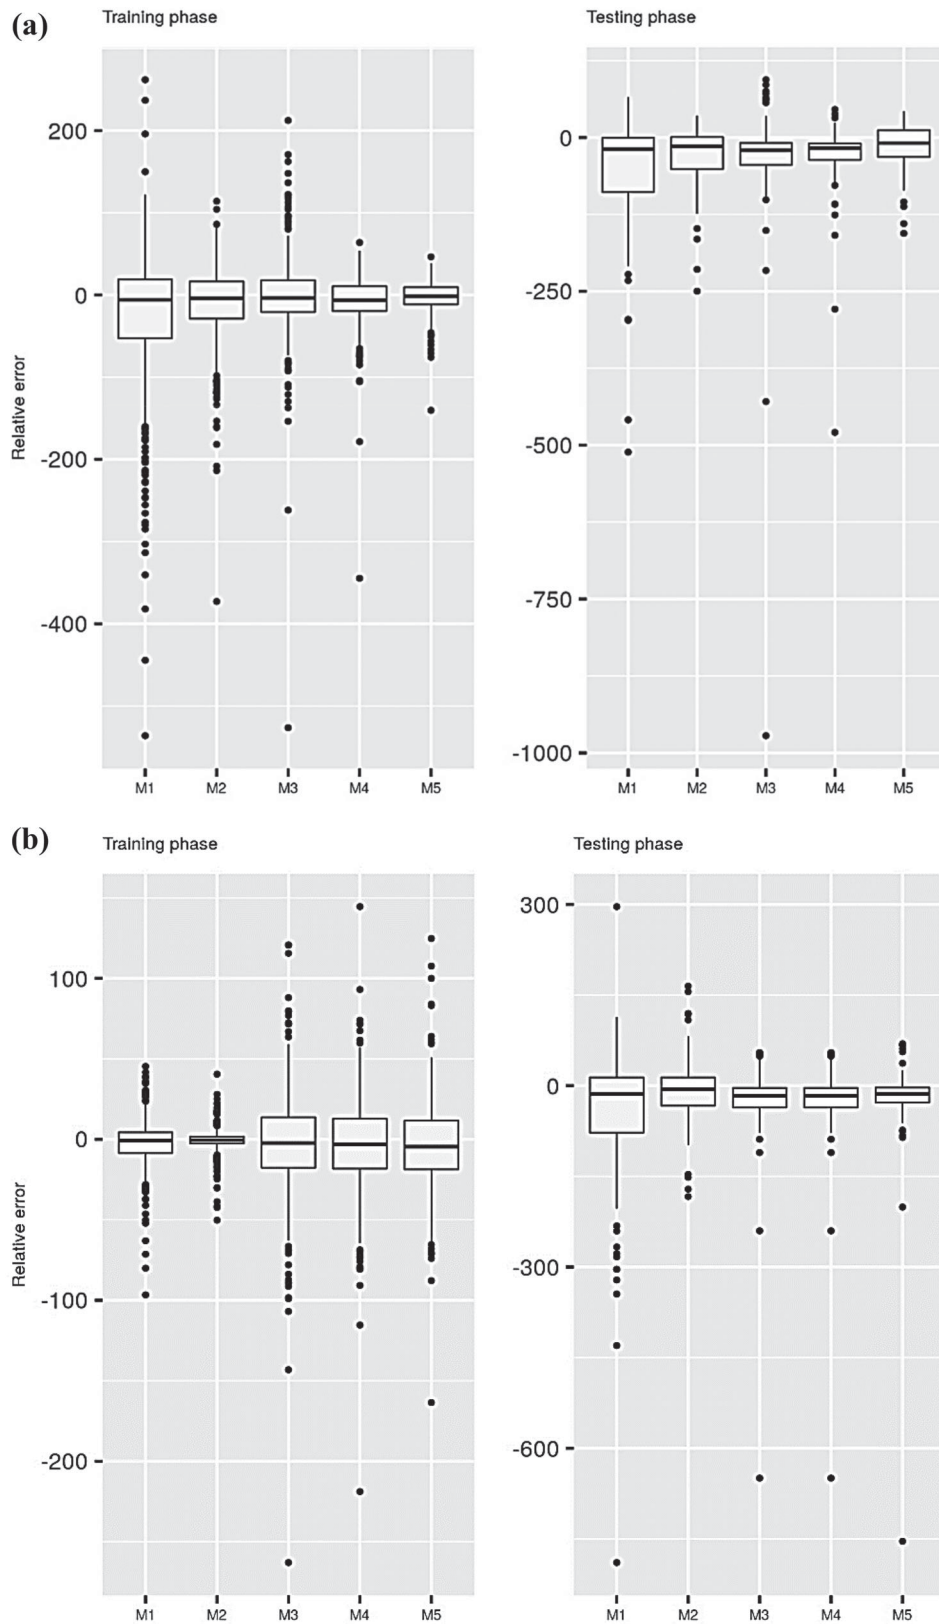 (a)
Training phase
Testing phase
Relative error
200
0
-200
-400
M1 M2 M3 M4 M5
0
-250
-500
-750
-1000
M1 M2 M3 M4 M5
(b)
Training phase
Testing phase
Relative error
100
0
-100
-200
M1 M2 M3 M4 M5
300
0
-300
-600
M1 M2 M3 M4 M5